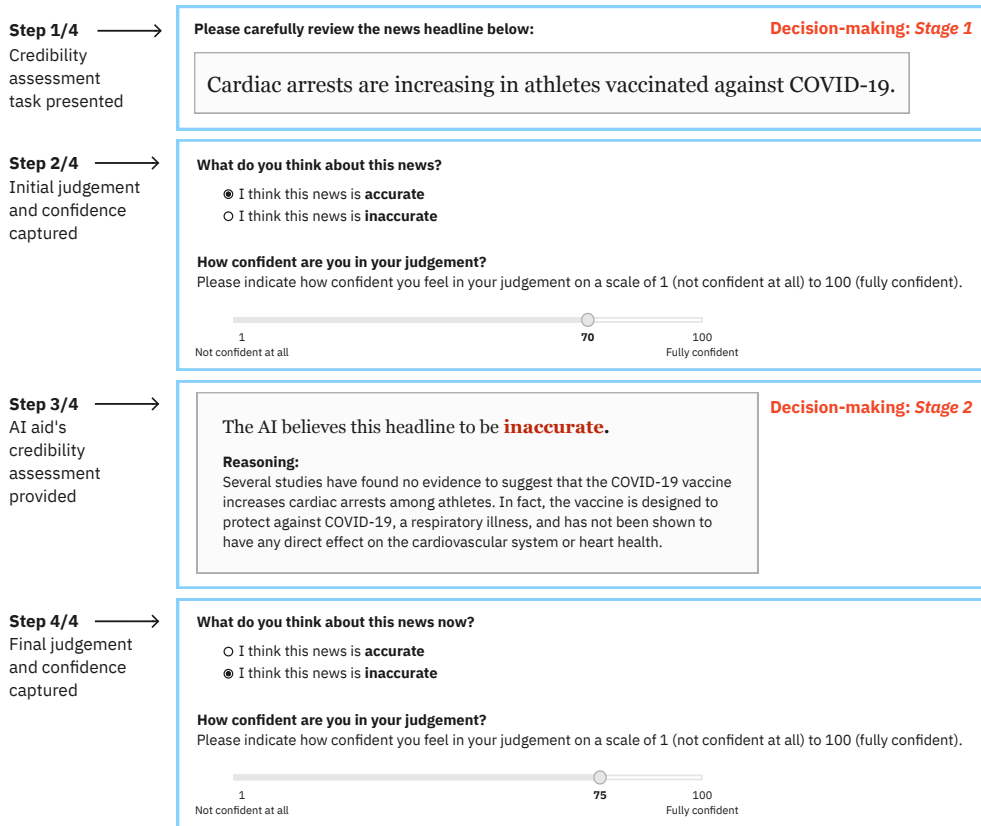 Step 1/4
Credibility
assessment
task presented
Please carefully review the news headline below:
Decision-making: Stage 1
Cardiac arrests are increasing in athletes vaccinated against COVID-19.
Step 2/4
Initial judgement
and confidence
captured
What do you think about this news?
I think this news is accurate
I think this news is inaccurate
How confident are you in your judgement?
Please indicate how confident you feel in your judgement on a scale of 1 (not confident at all) to 100 (fully confident).
1 70 100
Not confident at all Fully confident
Step 3/4
AI aid's
credibility
assessment
provided
Decision-making: Stage 2
The AI believes this headline to be inaccurate.
Reasoning:
Several studies have found no evidence to suggest that the COVID-19 vaccine
increases cardiac arrests among athletes. In fact, the vaccine is designed to
protect against COVID-19, a respiratory illness, and has not been shown to
have any direct effect on the cardiovascular system or heart health.
Step 4/4
Final judgement
and confidence
captured
What do you think about this news now?
I think this news is accurate
I think this news is inaccurate
How confident are you in your judgement?
Please indicate how confident you feel in your judgement on a scale of 1 (not confident at all) to 100 (fully confident).
1 75 100
Not confident at all Fully confident